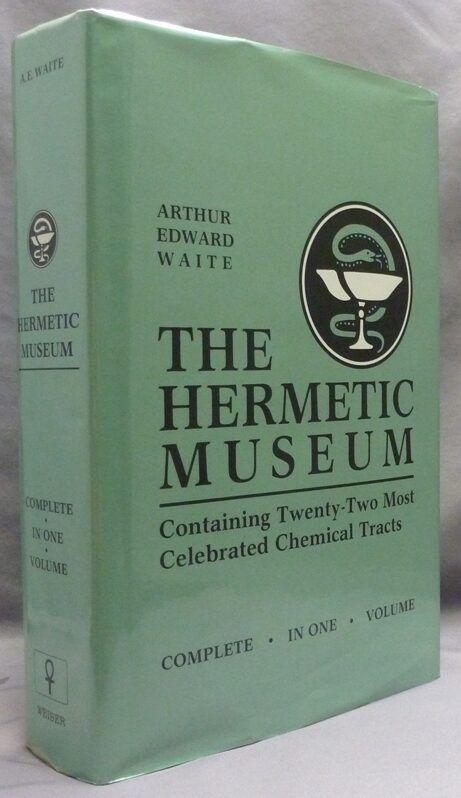 A.E. WAITE
THE
HERMETIC
MUSEUM
COMPLETE
•
IN ONE
•
VOLUME
WEISER
ARTHUR
EDWARD
WAITE
THE
HERMETIC
MUSEUM
Containing Twenty-Two Most
Celebrated Chemical Tracts
COMPLETE • IN ONE • VOLUME